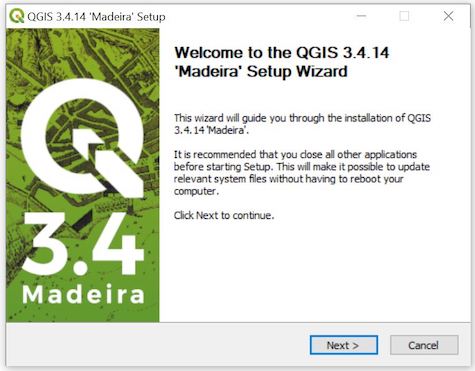 QGIS 3.4.14 'Madeira' Setup
Welcome to the QGIS 3.4.14
'Madeira' Setup Wizard
This wizard will guide you through the installation of QGIS
3.4.14 'Madeira'.
It is recommended that you close all other applications
before starting Setup. This will make it possible to update
relevant system files without having to reboot your
computer.
Click Next to continue.
3.4
Madeira
Next >
Cancel